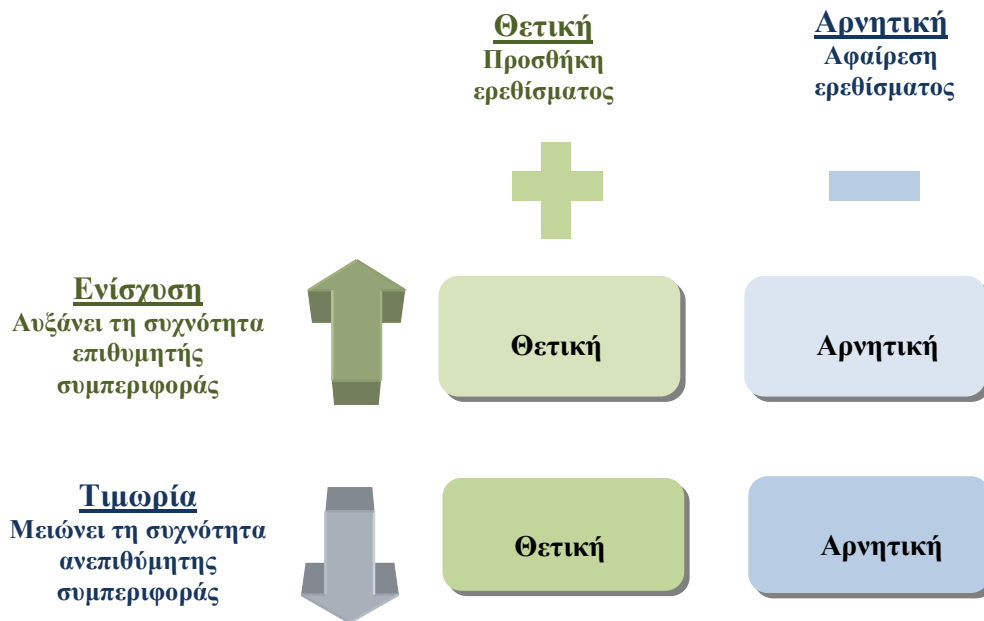 Θετική
Προσθήκη
ερεθίσματος
Αρνητική
Αφαίρεση
ερεθίσματος
Ενίσχυση
Αυξάνει τη συχνότητα
επιθυμητής
συμπεριφοράς
Θετική
Αρνητική
Τιμωρία
Μειώνει τη συχνότητα
ανεπιθύμητης
συμπεριφοράς
Θετική
Αρνητική